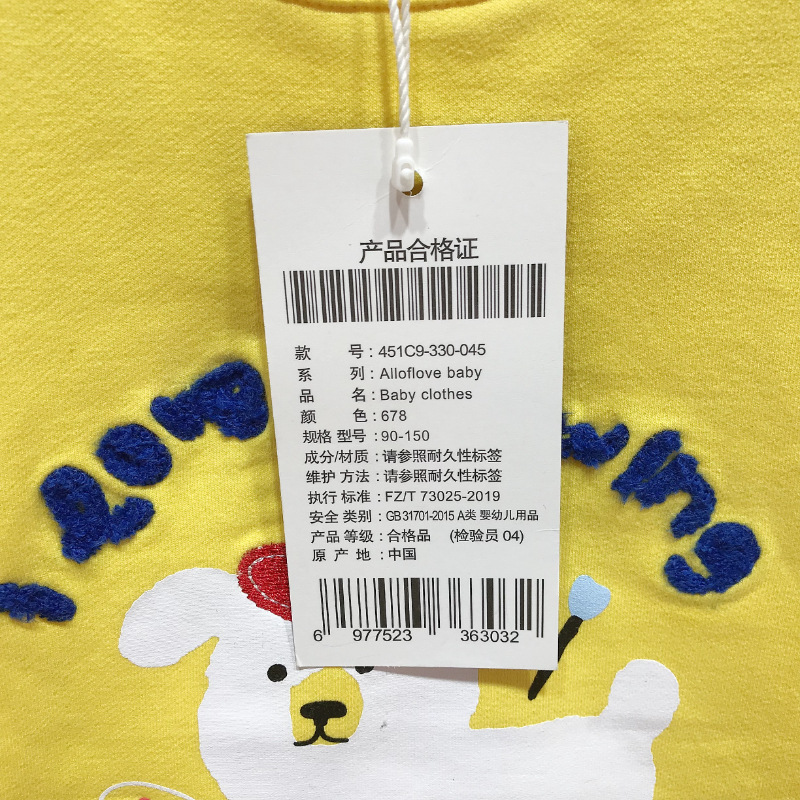 产品合格证
款 号：451C9-330-045
系 列：Alloflove baby
品 名：Baby clothes
颜 色：678
规格 型号：90-150
成分/材质：请参照耐久性标签
维护 方法：请参照耐久性标签
执行 标准：FZ/T 73025-2019
安全 类别：GB31701-2015 A类 婴幼儿用品
产品 等级：合格品 (检验员 04)
原 产 地：中国
6 977523 363032